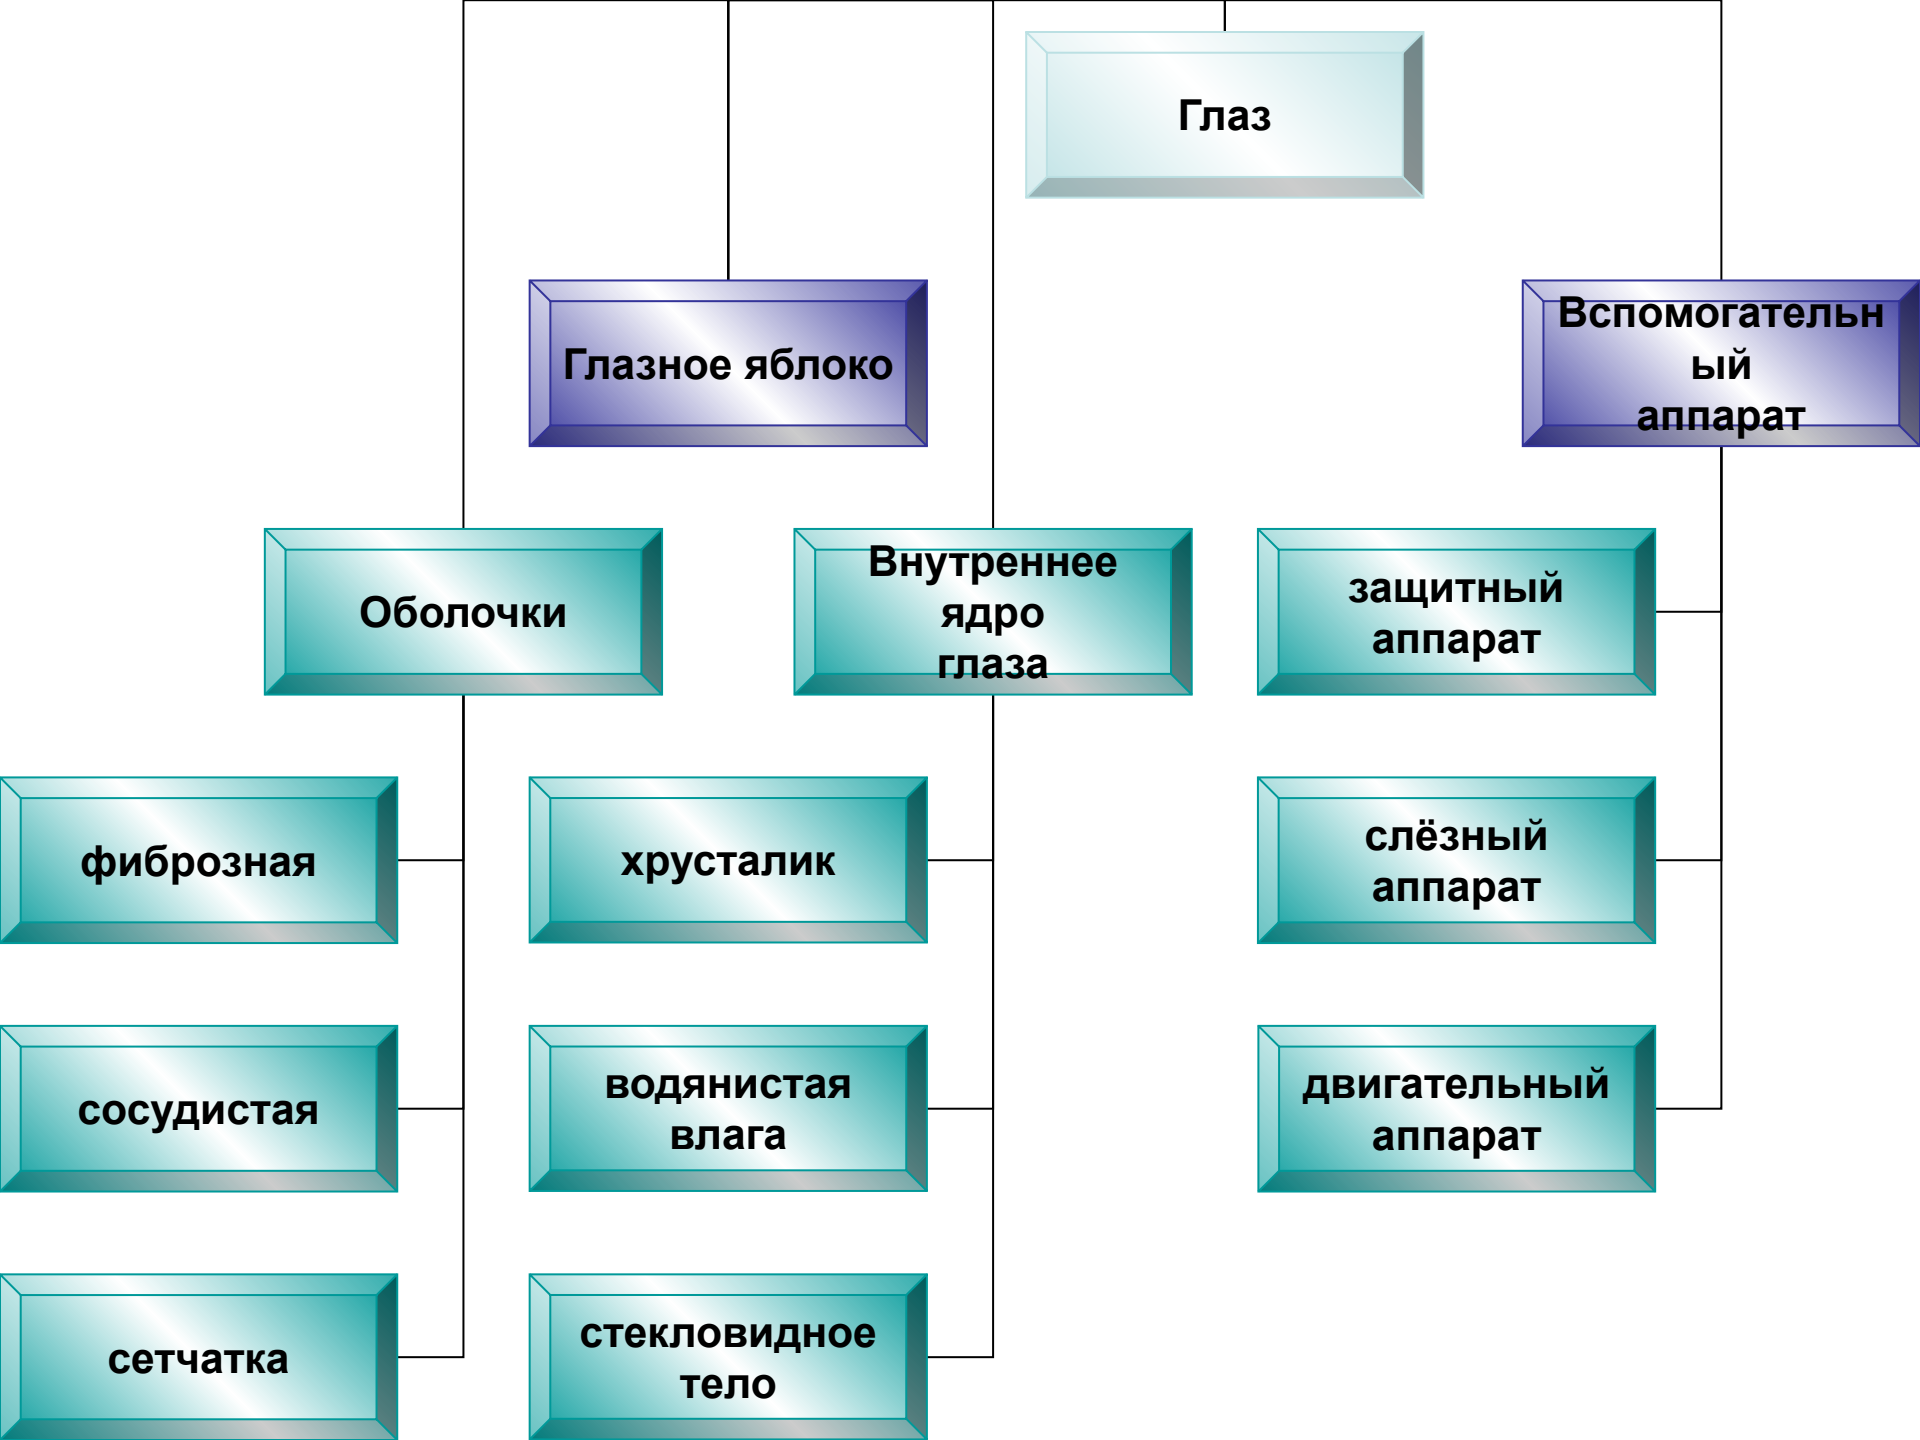 Глаз
Глазное яблоко
Вспомогательн
ый
аппарат
Оболочки
Внутреннее
ядро
глаза
защитный
аппарат
фиброзная
хрусталик
слёзный
аппарат
сосудистая
водянистая
влага
двигательный
аппарат
сетчатка
стекловидное
тело